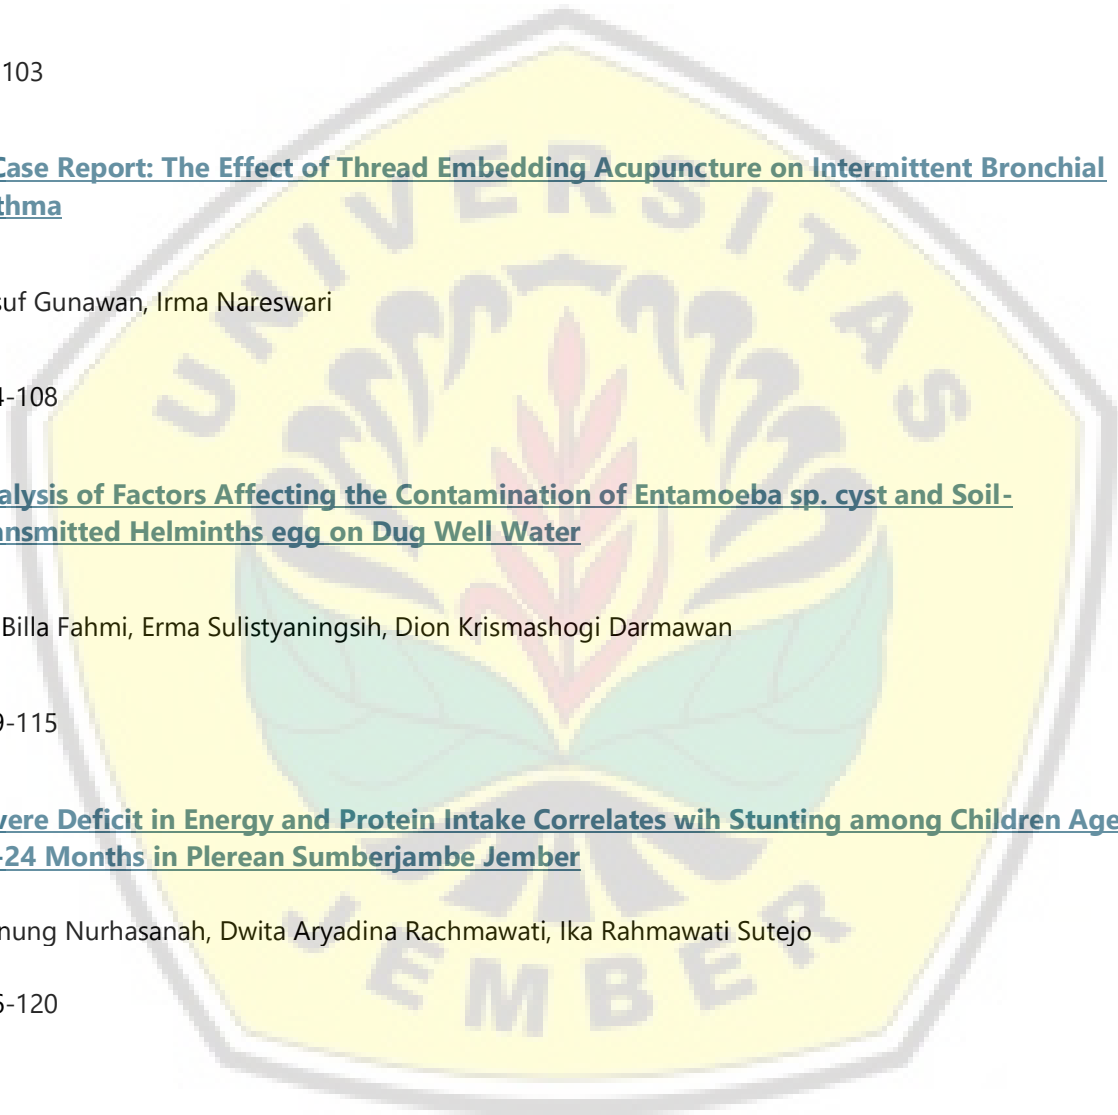 103
Case Report: The Effect of Thread Embedding Acupuncture on Intermittent Bronchial
thma
suf Gunawan, Irma Nareswari
4-108
alysis of Factors Affecting the Contamination of Entamoeba sp. cyst and Soil-
ansmitted Helminths egg on Dug Well Water
Billa Fahmi, Erma Sulistyaningsih, Dion Krismashogi Darmawan
9-115
vere Deficit in Energy and Protein Intake Correlates wih Stunting among Children Age
-24 Months in Plerean Sumberjambe Jember
nung Nurhasanah, Dwita Aryadina Rachmawati, Ika Rahmawati Sutejo
6-120
UNIVERSITAS
JEMBER